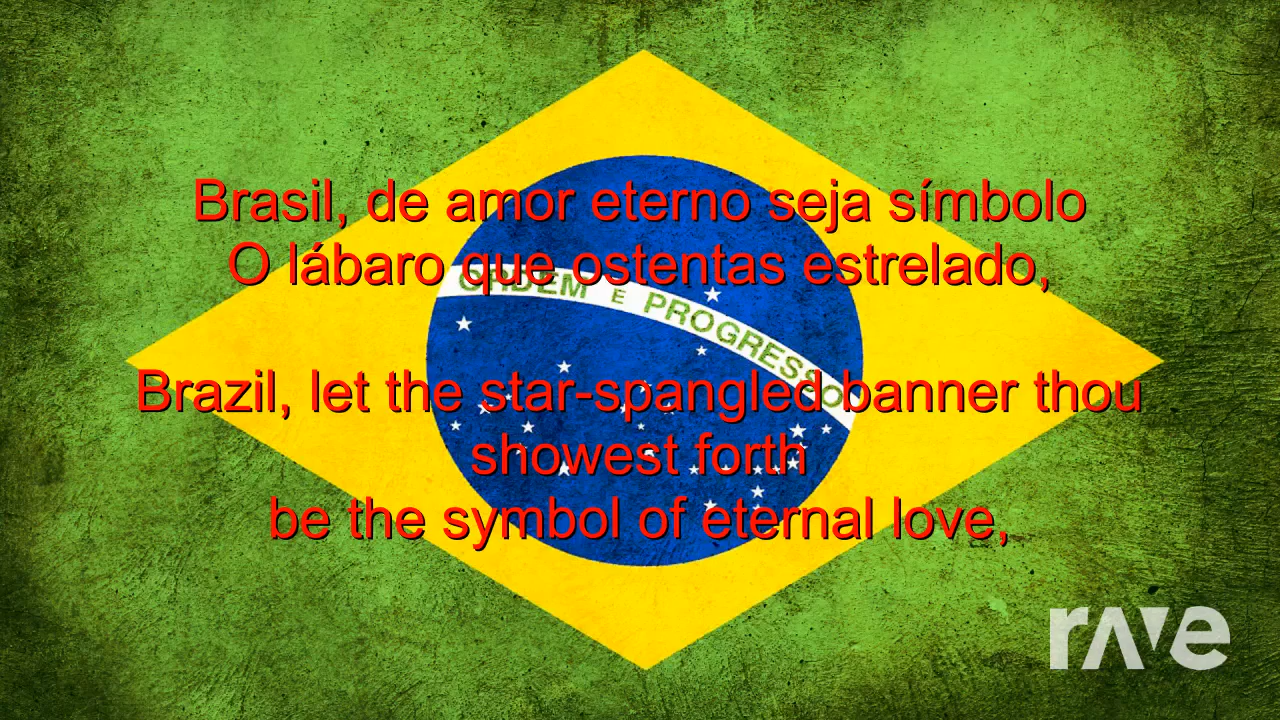 Brasil, de amor eterno seja símbolo
O lábaro que ostentas estrelado,
ORDEM E PROGRESSO
Brazil, let the star-spangled banner thou
showest forth
be the symbol of eternal love,
rave